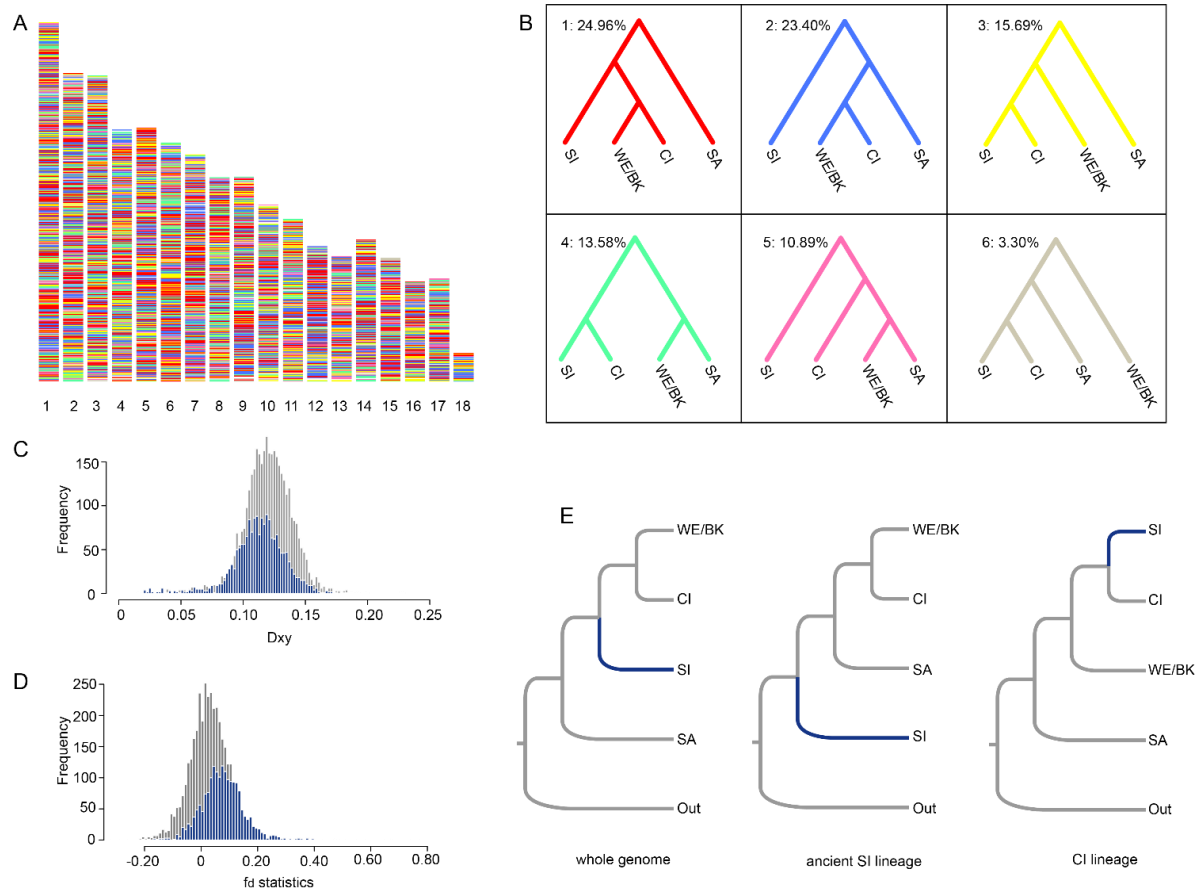 A
1 2 3 4 5 6 7 8 9 10 11 12 13 14 15 16 17 18
B
1: 24.96%
SI WE/BK CI SA
2: 23.40%
SI WE/BK CI SA
3: 15.69%
SI CI WE/BK SA
4: 13.58%
SI CI WE/BK SA
5: 10.89%
SI CI WE/BK SA
6: 3.30%
SI CI SA WE/BK
C
Frequency
150
100
50
0
0 0.05 0.10 0.15 0.20 0.25
Dxy
D
Frequency
250
200
150
100
50
0
-0.20 0 0.20 0.40 0.60 0.80
fd statistics
E
WE/BK
CI
SI
SA
Out
whole genome
WE/BK
CI
SA
SI
Out
ancient SI lineage
SI
CI
WE/BK
SA
Out
CI lineage